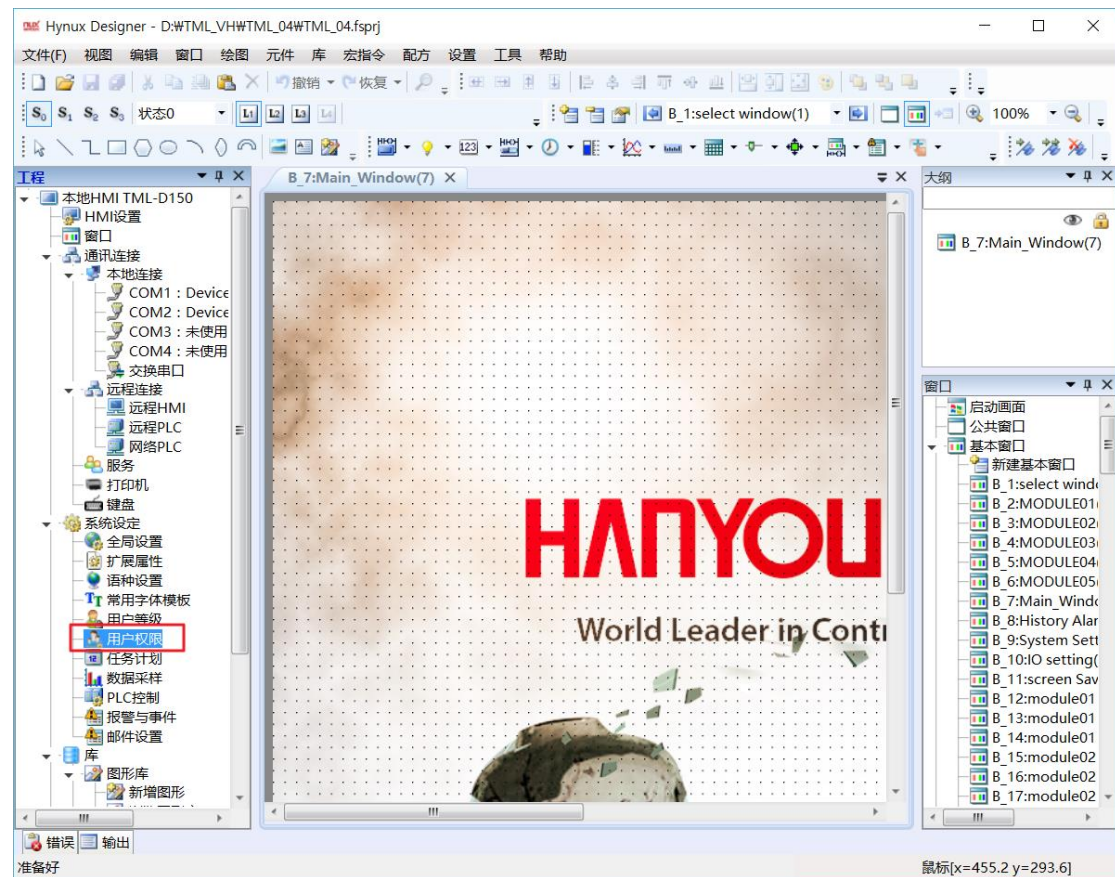 Hynux Designer - D:₩TML_VH₩TML_04₩TML_04.fsprj
文件(F) 视图 编辑 窗口 绘图 元件 库 宏指令 配方 设置 工具 帮助
撤销 恢复
S0 S1 S2 S3 状态0 L1 L2 L3 L4 B_1:select window(1) 100%
工程
本地HMI TML-D150
HMI设置
窗口
通讯连接
本地连接
COM1：Device
COM2：Device
COM3：未使用
COM4：未使用
交换串口
远程连接
远程HMI
远程PLC
网络PLC
服务
打印机
键盘
系统设定
全局设置
扩展属性
语种设置
常用字体模板
用户等级
用户权限
任务计划
数据采样
PLC控制
报警与事件
邮件设置
库
图形库
新增图形
B_7:Main_Window(7)
HANYOU
World Leader in Contr
大纲
B_7:Main_Window(7)
窗口
启动画面
公共窗口
基本窗口
新建基本窗口
B_1:select windo
B_2:MODULE01(
B_3:MODULE02(
B_4:MODULE03(
B_5:MODULE04(
B_6:MODULE05(
B_7:Main_Windo
B_8:History Alar
B_9:System Sett
B_10:IO setting(
B_11:screen Sav
B_12:module01
B_13:module01
B_14:module01
B_15:module02
B_16:module02
B_17:module02
错误 输出
准备好
鼠标[x=455.2 y=293.6]